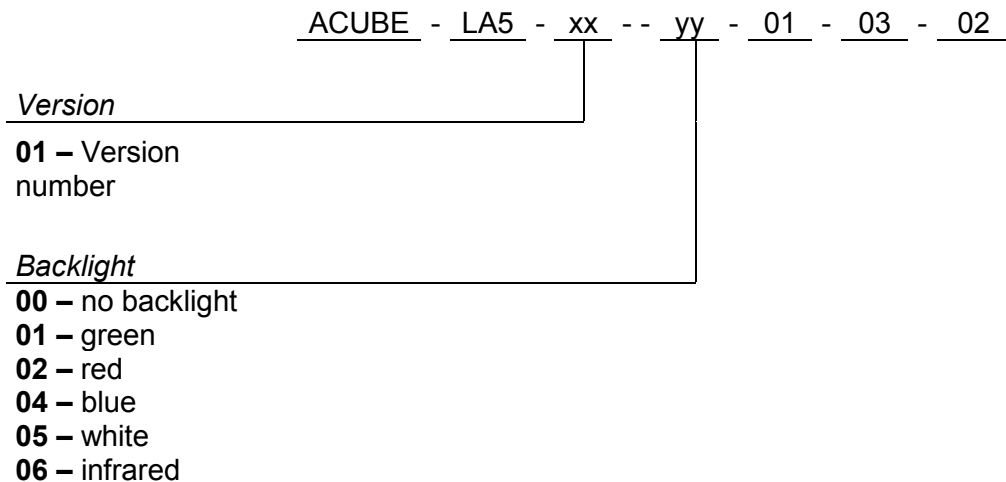 ACUBE - LA5 - xx - - yy - 01 - 03 - 02
Version
01 – Version
number
Backlight
00 – no backlight
01 – green
02 – red
04 – blue
05 – white
06 – infrared